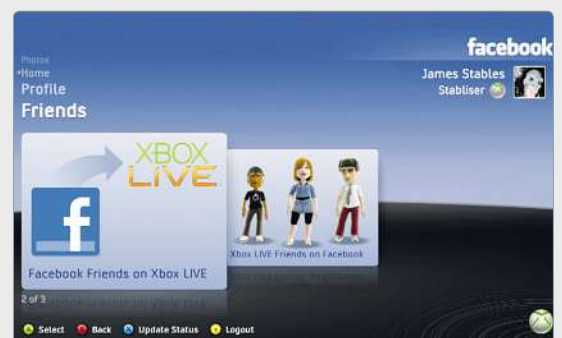 facebook
Photos
Home
Profile
Friends
James Stables
Stabliser
XBOX
LIVE
f
Facebook Friends on Xbox LIVE
Xbox LIVE Friends on Facebook
2 of 3
A Select B Back X Update Status Y Logout